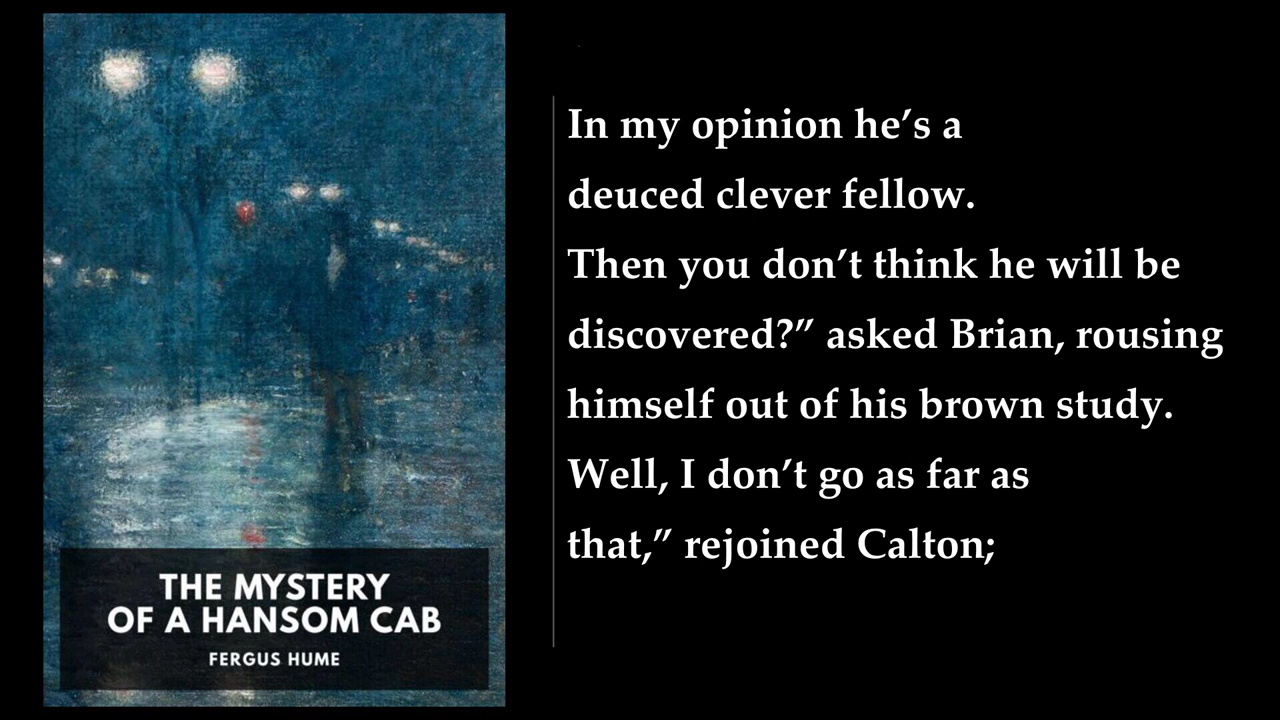 In my opinion he’s a
deuced clever fellow.
Then you don’t think he will be
discovered?” asked Brian, rousing
himself out of his brown study.
Well, I don’t go as far as
that,” rejoined Calton;
THE MYSTERY
OF A HANSOM CAB
FERGUS HUME